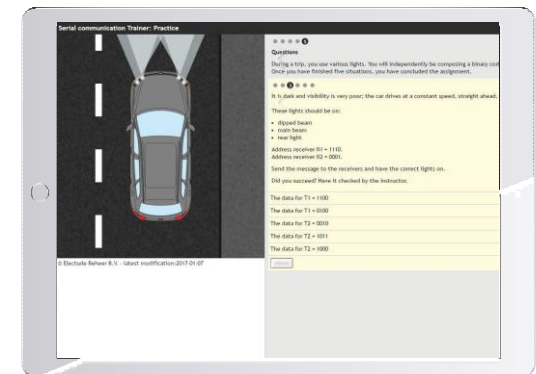 Serial communication Trainer: Practice
5
Questions
During a trip, you use various lights. You will independently be composing a binary cod
Once you have finished five situations, you have concluded the assignment.
3
It is dark and visibility is very poor; the car drives at a constant speed, straight ahead.
These lights should be on:
• dipped beam
• main beam
• rear light
Address receiver R1 = 1110.
Address receiver R2 = 0001.
Send the message to the receivers and have the correct lights on.
Did you succeed? Have it checked by the instructor.
The data for T1 = 1100
The data for T1 = 0100
The data for T2 = 0010
The data for T2 = 1011
The data for T2 = 1000
© Electude Beheer B.V. - latest modification:2017-01-07